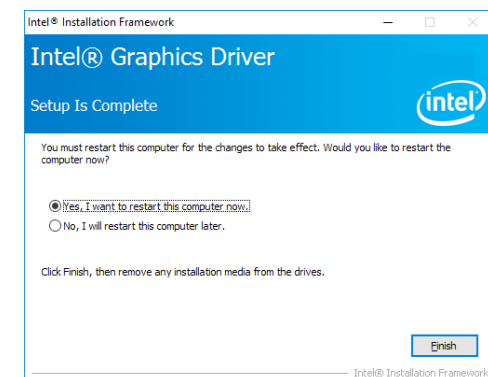 Intel® Installation Framework
Intel® Graphics Driver
Setup Is Complete
intel
You must restart this computer for the changes to take effect. Would you like to restart the
computer now?
Yes, I want to restart this computer now.
No, I will restart this computer later.
Click Finish, then remove any installation media from the drives.
Finish
Intel® Installation Framework